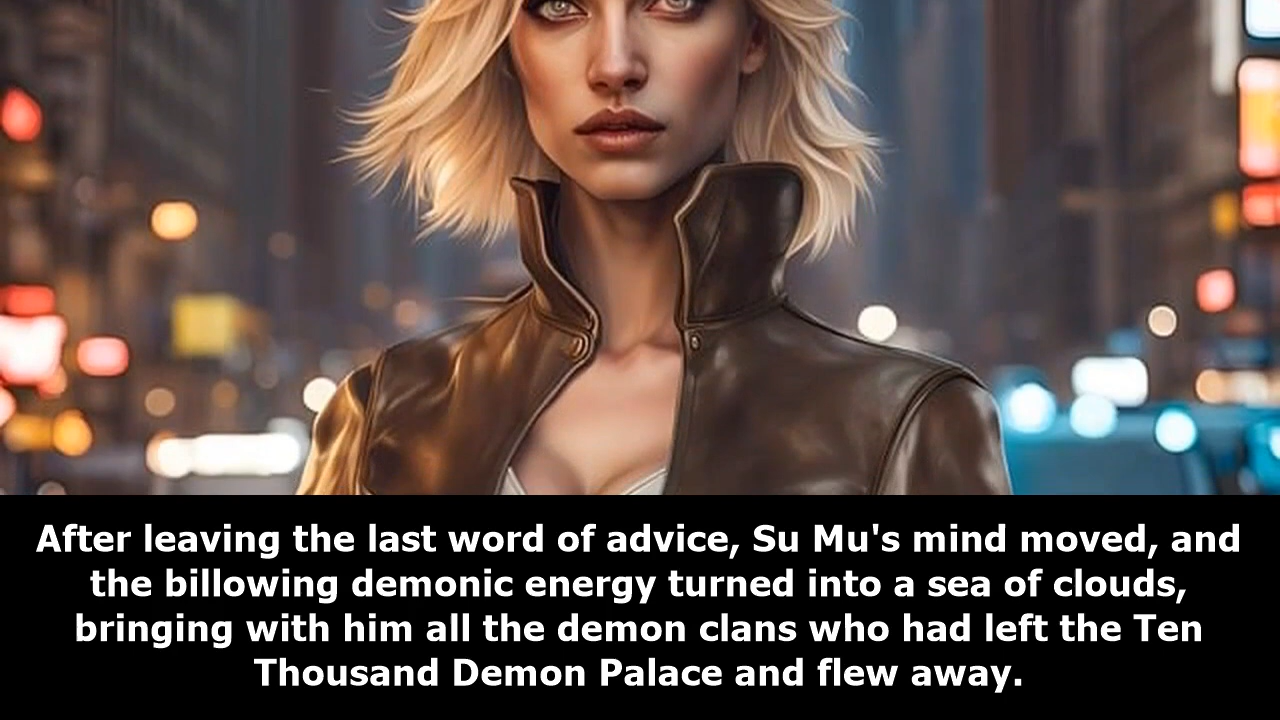 After leaving the last word of advice, Su Mu's mind moved, and
the billowing demonic energy turned into a sea of clouds,
bringing with him all the demon clans who had left the Ten
Thousand Demon Palace and flew away.